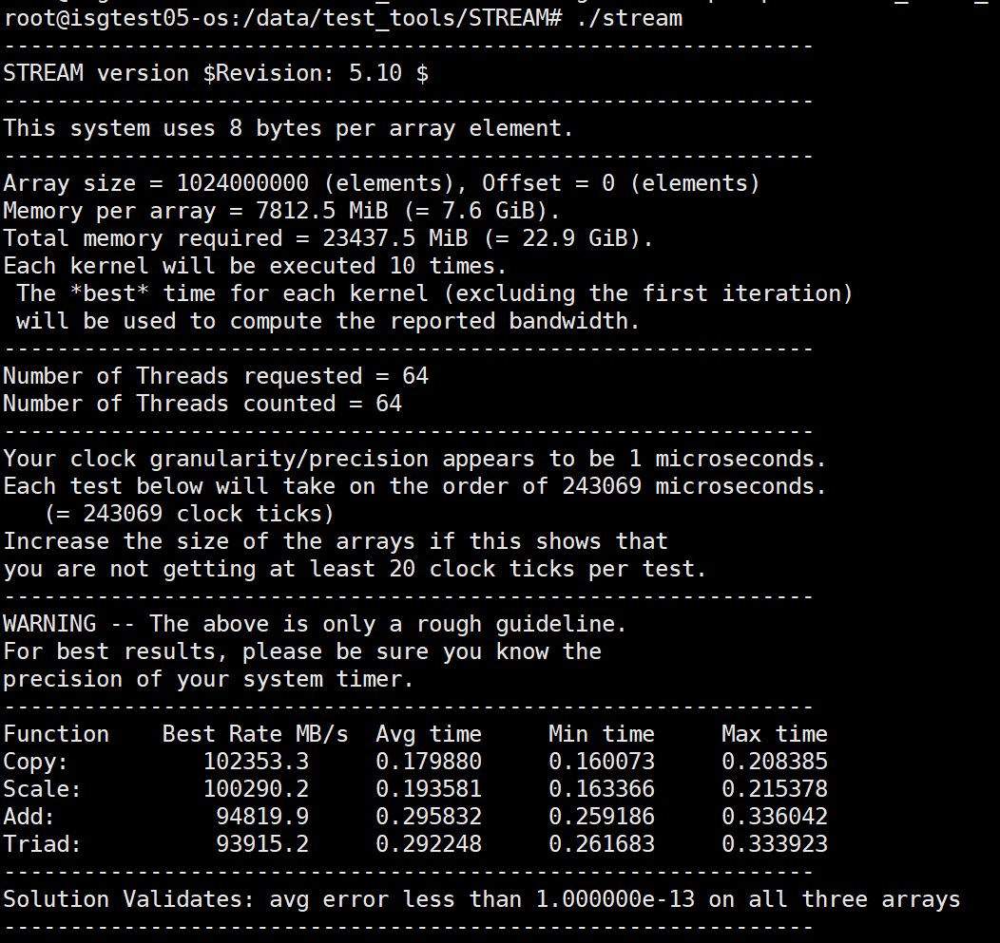 root@isgtest05-os:/data/test_tools/STREAM# ./stream
-------------------------------------------------------------
STREAM version $Revision: 5.10 $
-------------------------------------------------------------
This system uses 8 bytes per array element.
-------------------------------------------------------------
Array size = 1024000000 (elements), Offset = 0 (elements)
Memory per array = 7812.5 MiB (= 7.6 GiB).
Total memory required = 23437.5 MiB (= 22.9 GiB).
Each kernel will be executed 10 times.
 The *best* time for each kernel (excluding the first iteration)
 will be used to compute the reported bandwidth.
-------------------------------------------------------------
Number of Threads requested = 64
Number of Threads counted = 64
-------------------------------------------------------------
Your clock granularity/precision appears to be 1 microseconds.
Each test below will take on the order of 243069 microseconds.
   (= 243069 clock ticks)
Increase the size of the arrays if this shows that
you are not getting at least 20 clock ticks per test.
-------------------------------------------------------------
WARNING -- The above is only a rough guideline.
For best results, please be sure you know the
precision of your system timer.
-------------------------------------------------------------
Function    Best Rate MB/s  Avg time     Min time     Max time
Copy:          102353.3     0.179880     0.160073     0.208385
Scale:         100290.2     0.193581     0.163366     0.215378
Add:            94819.9     0.295832     0.259186     0.336042
Triad:          93915.2     0.292248     0.261683     0.333923
-------------------------------------------------------------
Solution Validates: avg error less than 1.000000e-13 on all three arrays
-------------------------------------------------------------